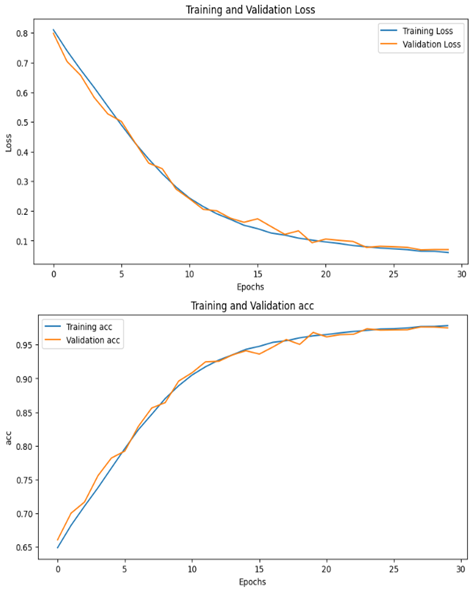 Training and Validation Loss
Training Loss
Validation Loss
0.8
0.7
0.6
0.5
0.4
0.3
0.2
0.1
Loss
0 5 10 15 20 25 30
Epochs
Training and Validation acc
Training acc
Validation acc
0.95
0.90
0.85
0.80
0.75
0.70
0.65
acc
0 5 10 15 20 25 30
Epochs